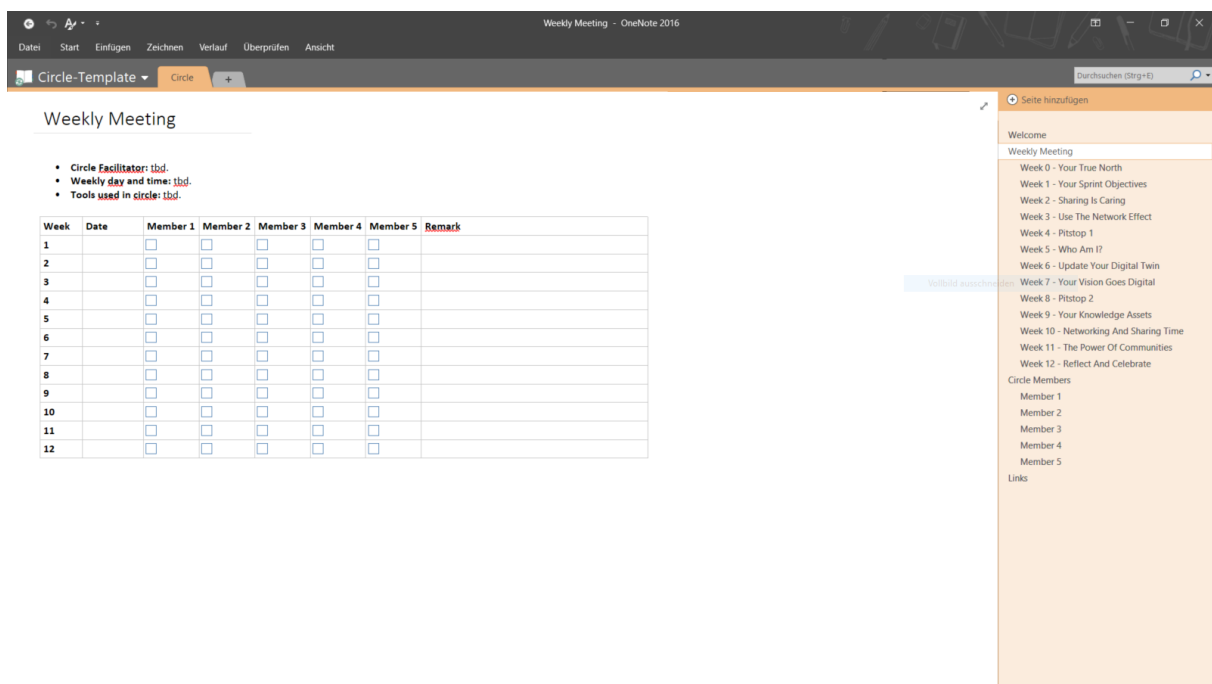 Weekly Meeting - OneNote 2016
Datei Start Einfügen Zeichnen Verlauf Überprüfen Ansicht
Circle-Template Circle +
Durchsuchen (Strg+E)
Weekly Meeting
• Circle Facilitator: tbd.
• Weekly day and time: tbd.
• Tools used in circle: tbd.
Week Date Member 1 Member 2 Member 3 Member 4 Member 5 Remark
1
2
3
4
5
6
7
8
9
10
11
12
Vollbild ausschneiden
Seite hinzufügen
Welcome
Weekly Meeting
Week 0 - Your True North
Week 1 - Your Sprint Objectives
Week 2 - Sharing Is Caring
Week 3 - Use The Network Effect
Week 4 - Pitstop 1
Week 5 - Who Am I?
Week 6 - Update Your Digital Twin
Week 7 - Your Vision Goes Digital
Week 8 - Pitstop 2
Week 9 - Your Knowledge Assets
Week 10 - Networking And Sharing Time
Week 11 - The Power Of Communities
Week 12 - Reflect And Celebrate
Circle Members
Member 1
Member 2
Member 3
Member 4
Member 5
Links